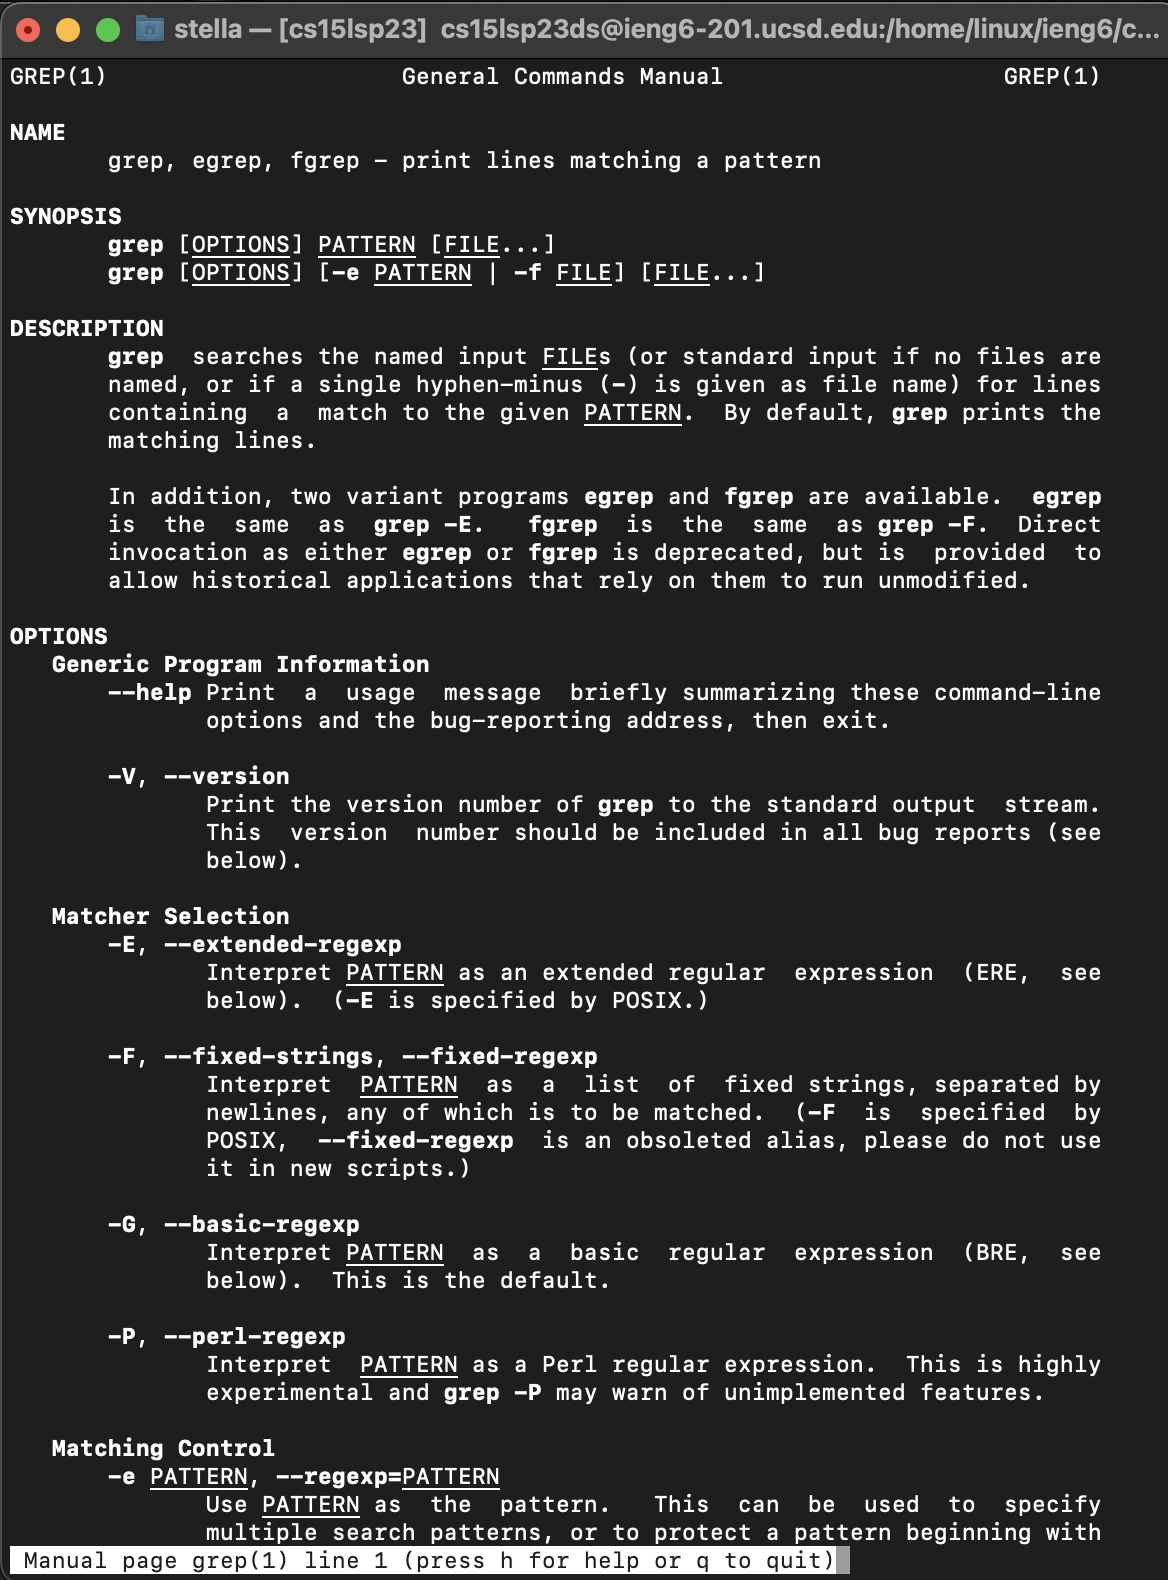 stella — [cs15lsp23] cs15lsp23ds@ieng6-201.ucsd.edu:/home/linux/ieng6/c...
GREP(1) General Commands Manual GREP(1)
NAME
grep, egrep, fgrep - print lines matching a pattern
SYNOPSIS
grep [OPTIONS] PATTERN [FILE...]
grep [OPTIONS] [-e PATTERN | -f FILE] [FILE...]
DESCRIPTION
grep searches the named input FILEs (or standard input if no files are
named, or if a single hyphen-minus (-) is given as file name) for lines
containing a match to the given PATTERN. By default, grep prints the
matching lines.
In addition, two variant programs egrep and fgrep are available. egrep
is the same as grep -E. fgrep is the same as grep -F. Direct
invocation as either egrep or fgrep is deprecated, but is provided to
allow historical applications that rely on them to run unmodified.
OPTIONS
Generic Program Information
--help Print a usage message briefly summarizing these command-line
options and the bug-reporting address, then exit.
-V, --version
Print the version number of grep to the standard output stream.
This version number should be included in all bug reports (see
below).
Matcher Selection
-E, --extended-regexp
Interpret PATTERN as an extended regular expression (ERE, see
below). (-E is specified by POSIX.)
-F, --fixed-strings, --fixed-regexp
Interpret PATTERN as a list of fixed strings, separated by
newlines, any of which is to be matched. (-F is specified by
POSIX, --fixed-regexp is an obsoleted alias, please do not use
it in new scripts.)
-G, --basic-regexp
Interpret PATTERN as a basic regular expression (BRE, see
below). This is the default.
-P, --perl-regexp
Interpret PATTERN as a Perl regular expression. This is highly
experimental and grep -P may warn of unimplemented features.
Matching Control
-e PATTERN, --regexp=PATTERN
Use PATTERN as the pattern. This can be used to specify
multiple search patterns, or to protect a pattern beginning with
Manual page grep(1) line 1 (press h for help or q to quit)